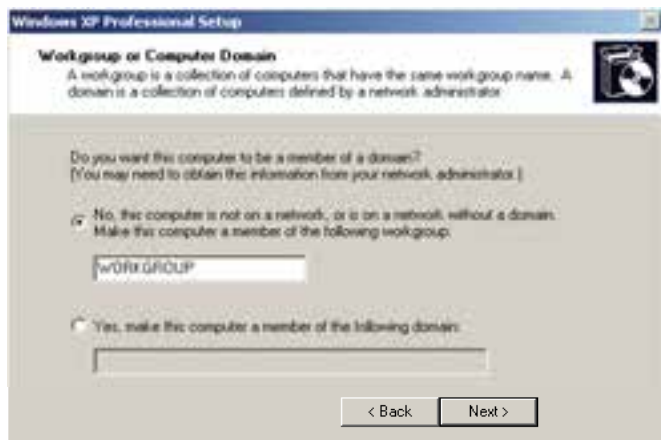 Windows XP Professional Setup
Workgroup or Computer Domain
A workgroup is a collection of computers that have the same workgroup name. A
domain is a collection of computers defined by a network administrator.
Do you want this computer to be a member of a domain?
(You may need to obtain this information from your network administrator.)
No, this computer is not on a network, or is on a network without a domain.
Make this computer a member of the following workgroup:
WORKGROUP
Yes, make this computer a member of the following domain:
< Back
Next >